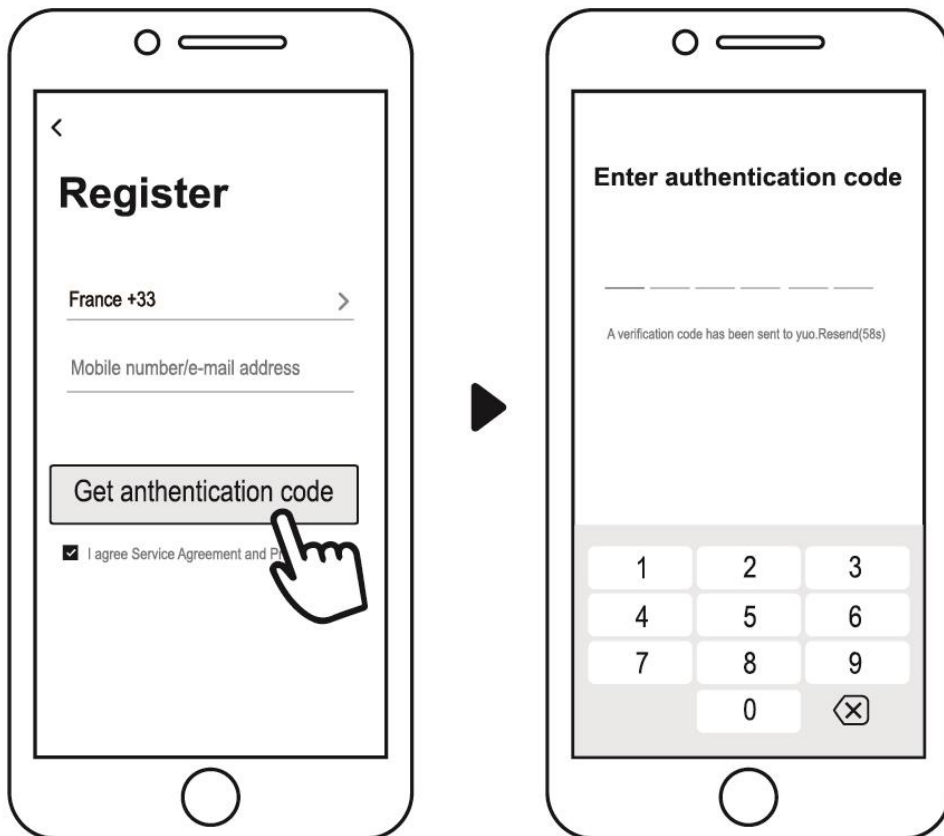 Register
France +33
Mobile number/e-mail address
Get anthentication code
I agree Service Agreement and
Enter authentication code
A verification code has been sent to yuo.Resend(58s)
1 2 3
4 5 6
7 8 9
0